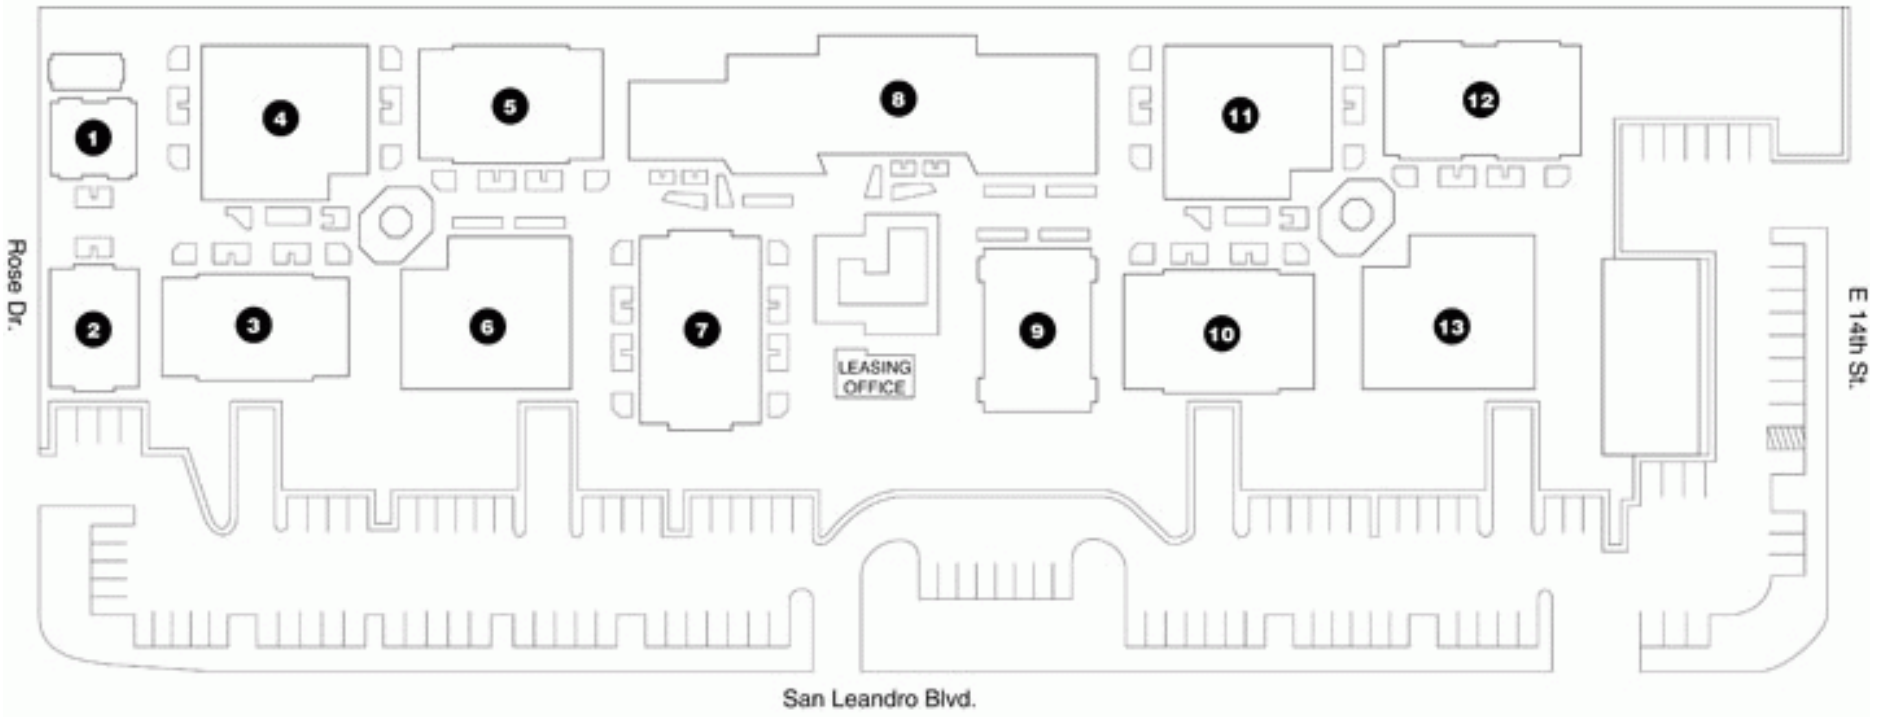 4
5
8
11
12
1
Rose Dr.
2
3
6
7
LEASING
OFFICE
9
10
13
E 14th St.
San Leandro Blvd.